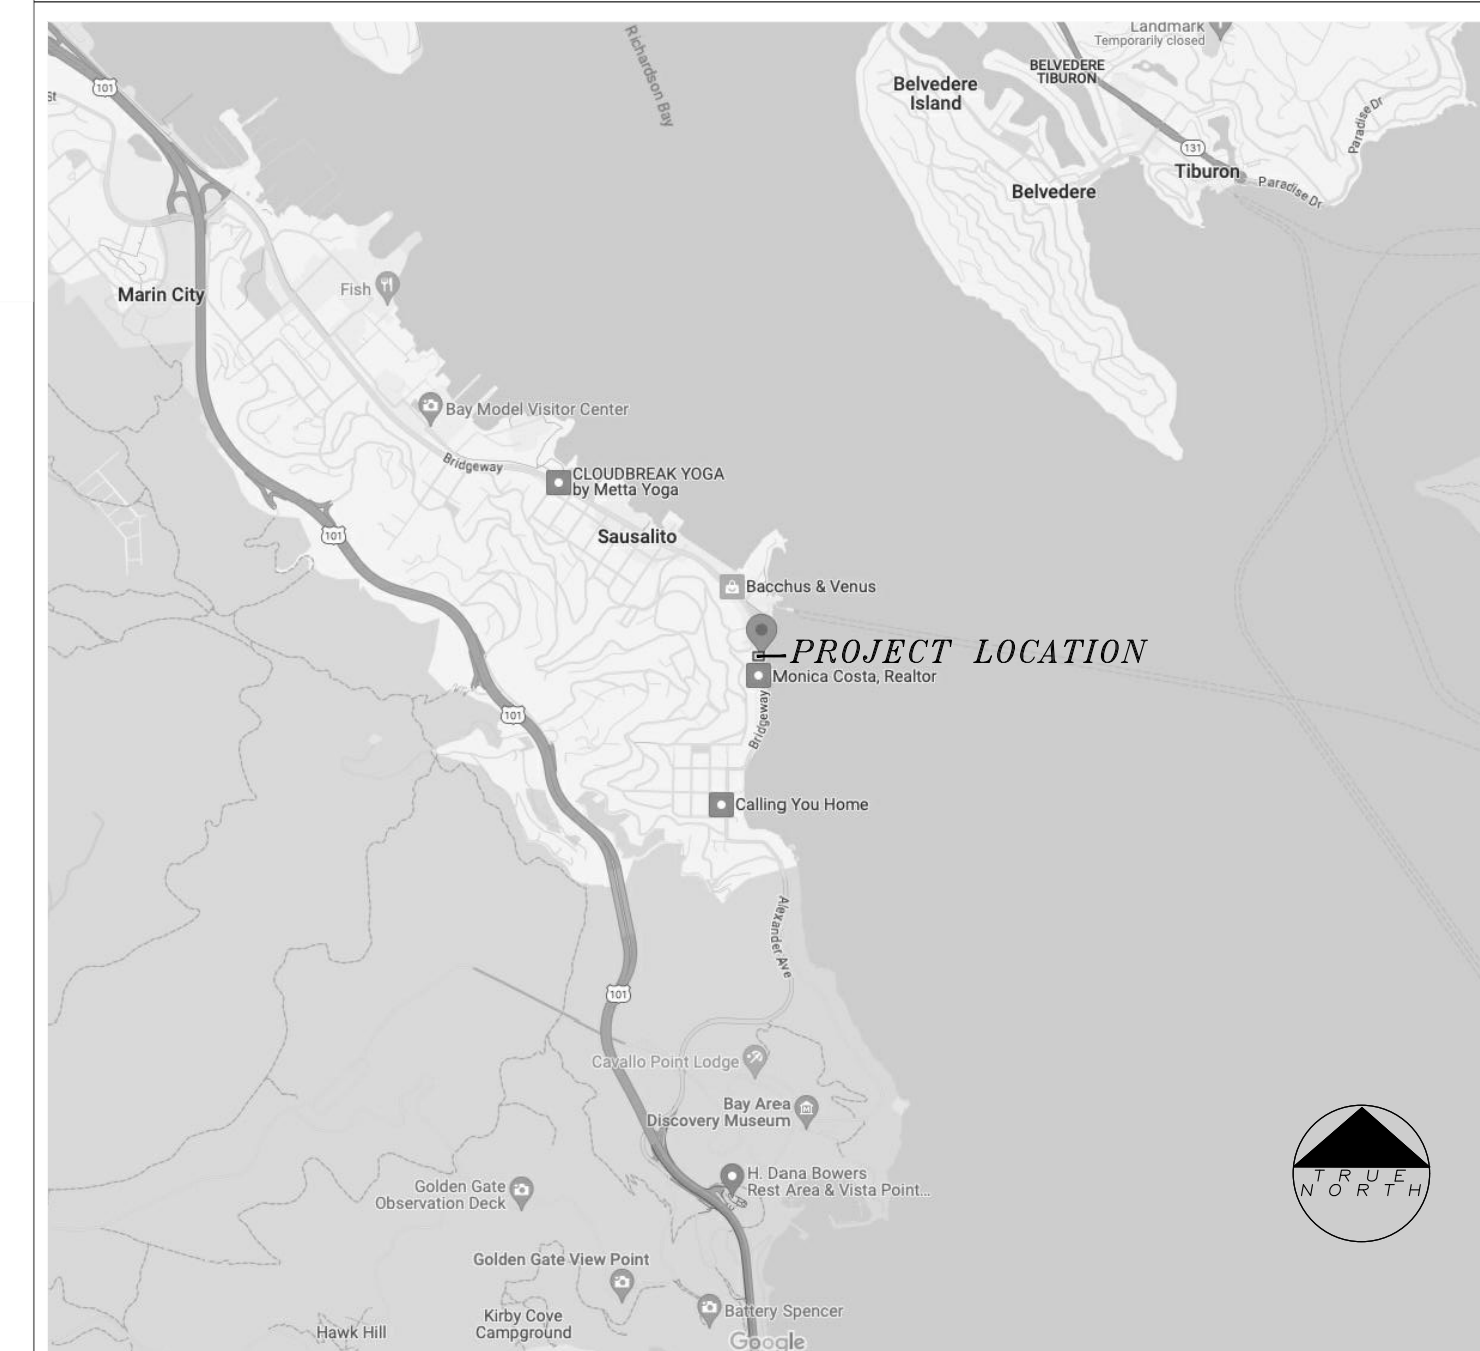 Landmark
Temporarily closed
101
st
Richardson Bay
BELVEDERE
TIBURON
Belvedere
Island
Paradise Dr
131
Tiburon
Belvedere
Paradise Dr
Marin City
Fish
Bay Model Visitor Center
Bridgeway
CLOUDBREAK YOGA
by Metta Yoga
101
Sausalito
Bacchus & Venus
PROJECT LOCATION
Monica Costa, Realtor
101
Bridgeway
Calling You Home
Alexander Ave
101
Cavallo Point Lodge
Bay Area
Discovery Museum
H. Dana Bowers
Rest Area & Vista Point...
TRUE
NORTH
Golden Gate
Observation Deck
Golden Gate View Point
Battery Spencer
Kirby Cove
Campground
Hawk Hill
Google